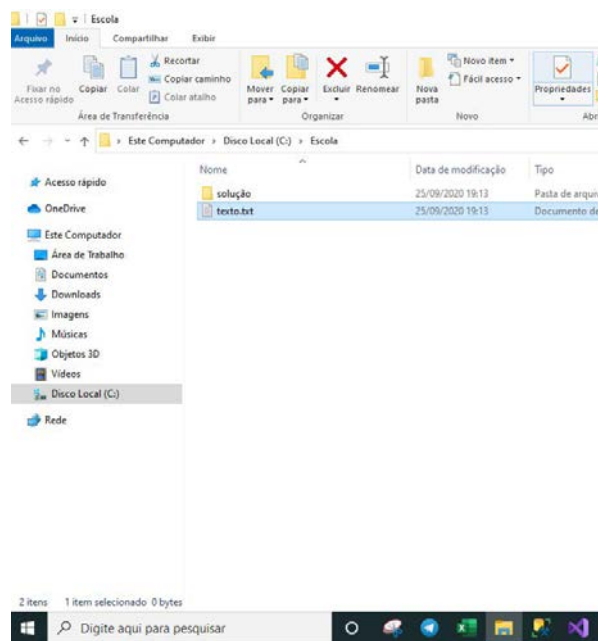 Escola
Arquivo Início Compartilhar Exibir
Fixar no Acesso rápido
Copiar
Colar
Recortar
Copiar caminho
Colar atalho
Área de Transferência
Mover para
Copiar para
Excluir
Renomear
Organizar
Nova pasta
Novo item
Fácil acesso
Novo
Propriedades
Este Computador Disco Local (C:) Escola
Nome Data de modificação Tipo
solução 25/09/2020 19:13 Pasta de
texto.txt 25/09/2020 19:13 Documento
Acesso rápido
OneDrive
Este Computador
Área de Trabalho
Documentos
Downloads
Imagens
Músicas
Objetos 3D
Vídeos
Disco Local (C:)
Rede
2 itens 1 item selecionado 0 bytes
Digite aqui para pesquisar